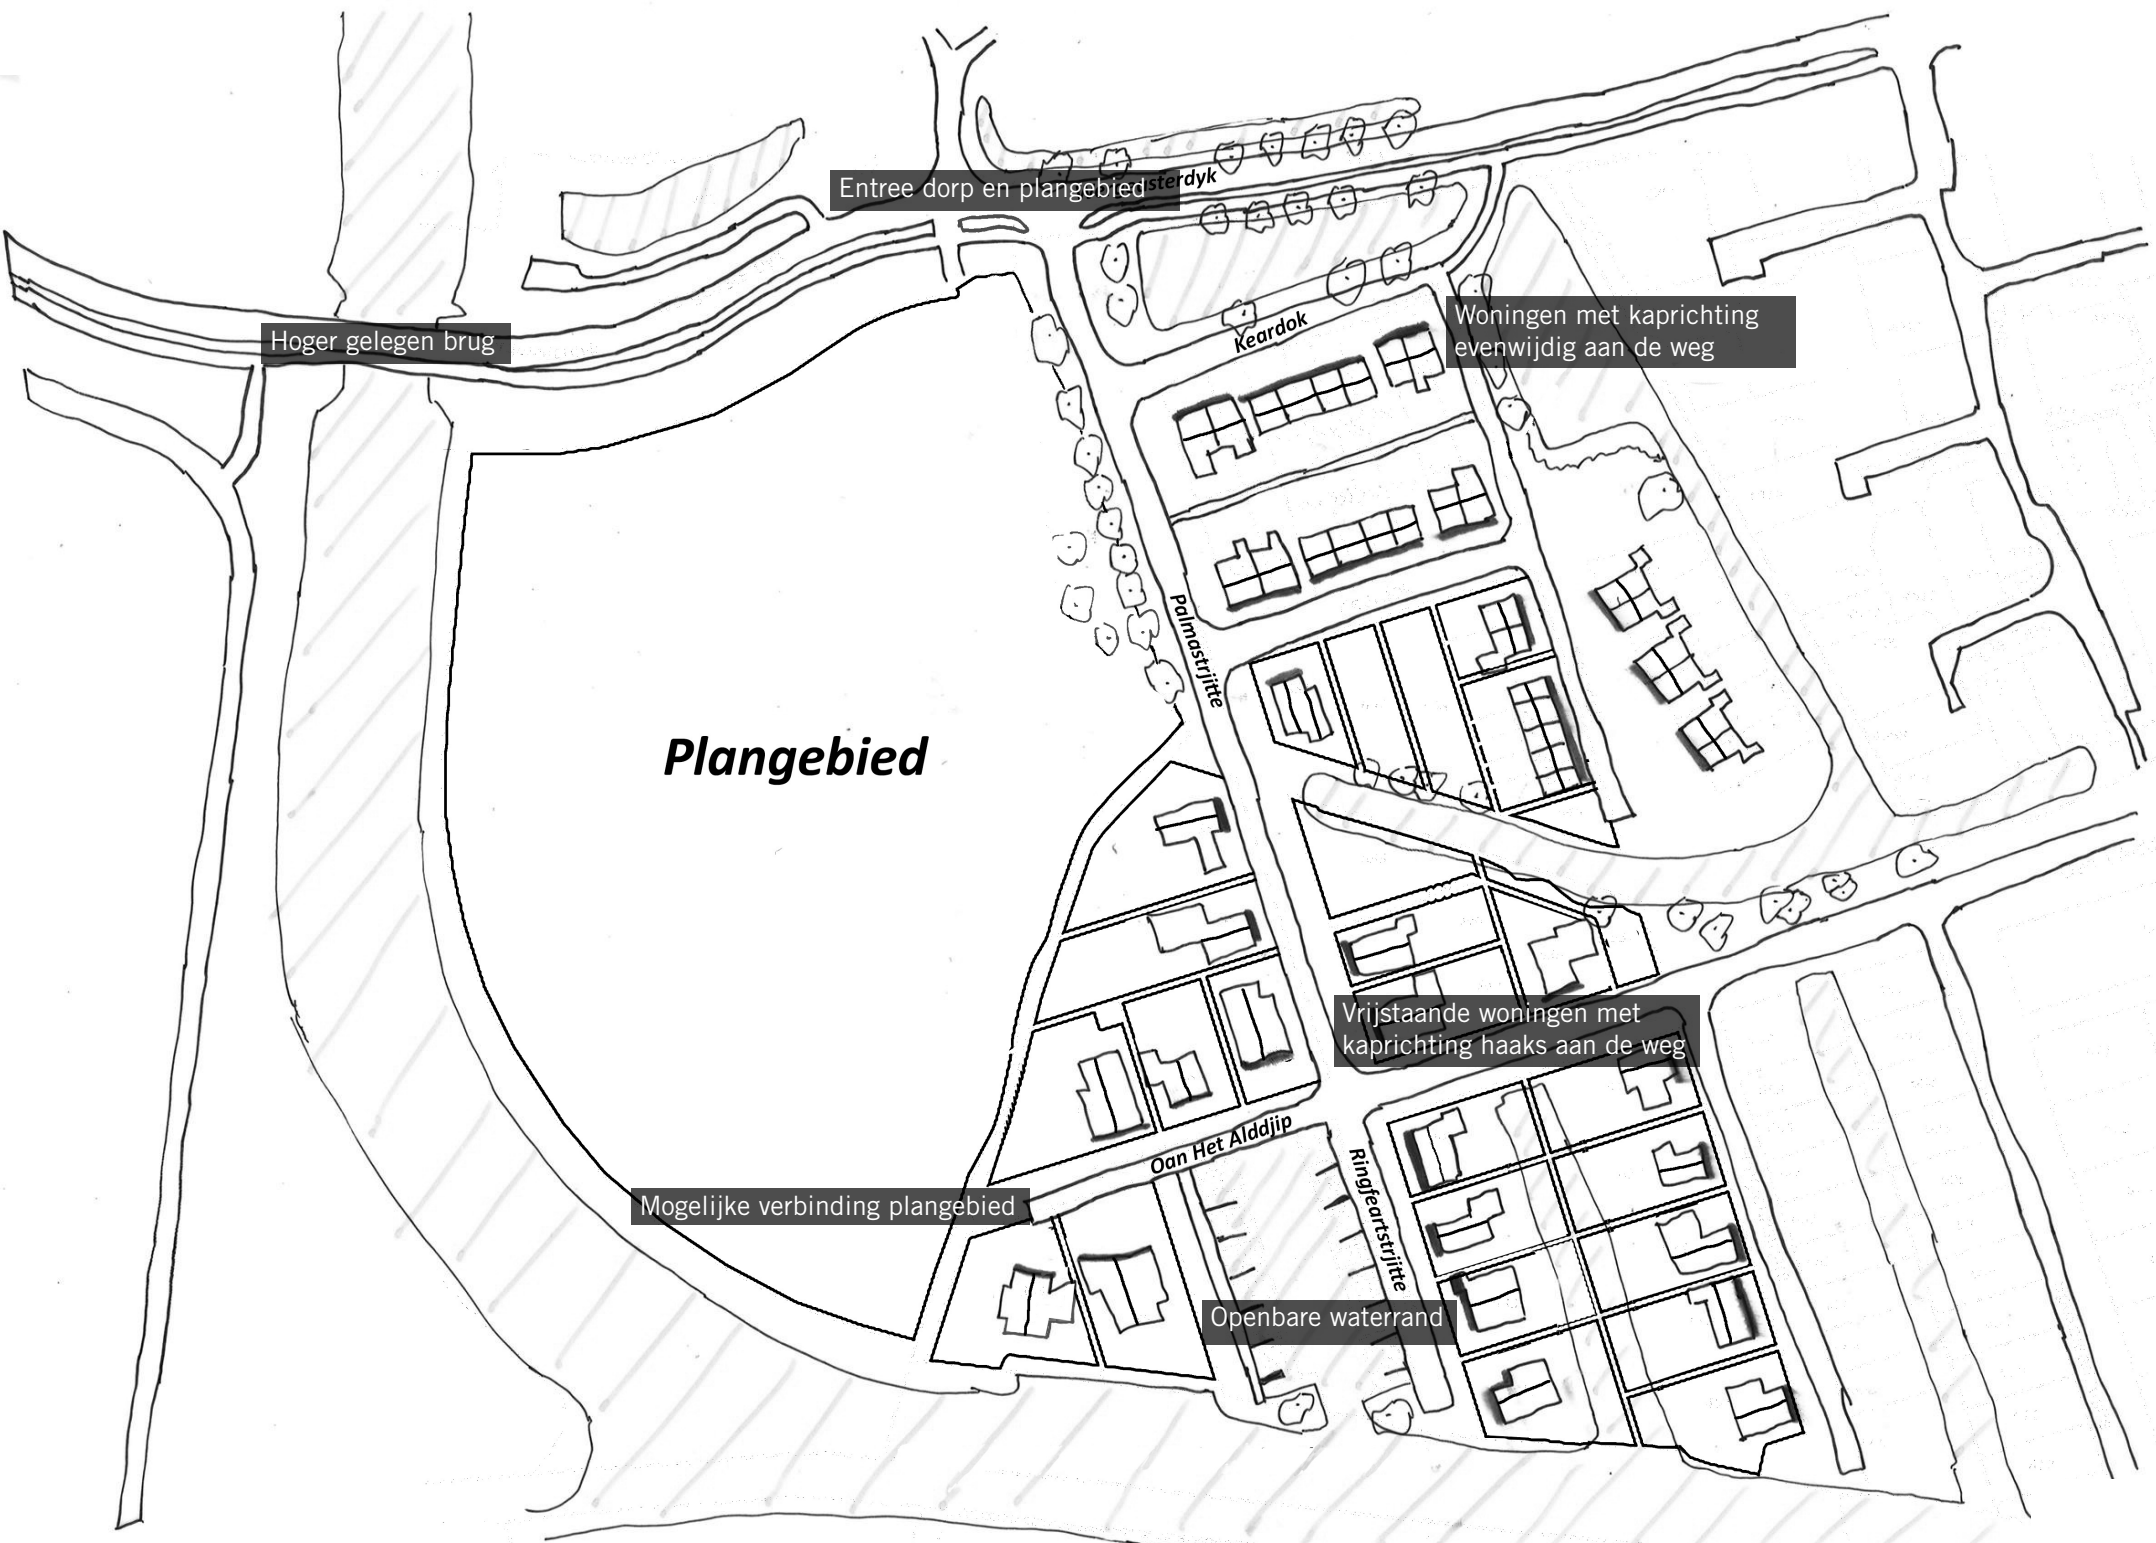 Entree dorp en plangebied
Hoger gelegen brug
Woningen met kaprichting
evenwijdig aan de weg
Keardok
Palmastrjitte
Plangebied
Vrijstaande woningen met
kaprichting haaks aan de weg
Oan Het Alddjip
Ringfeartstrjitte
Mogelijke verbinding plangebied
Openbare waterrand